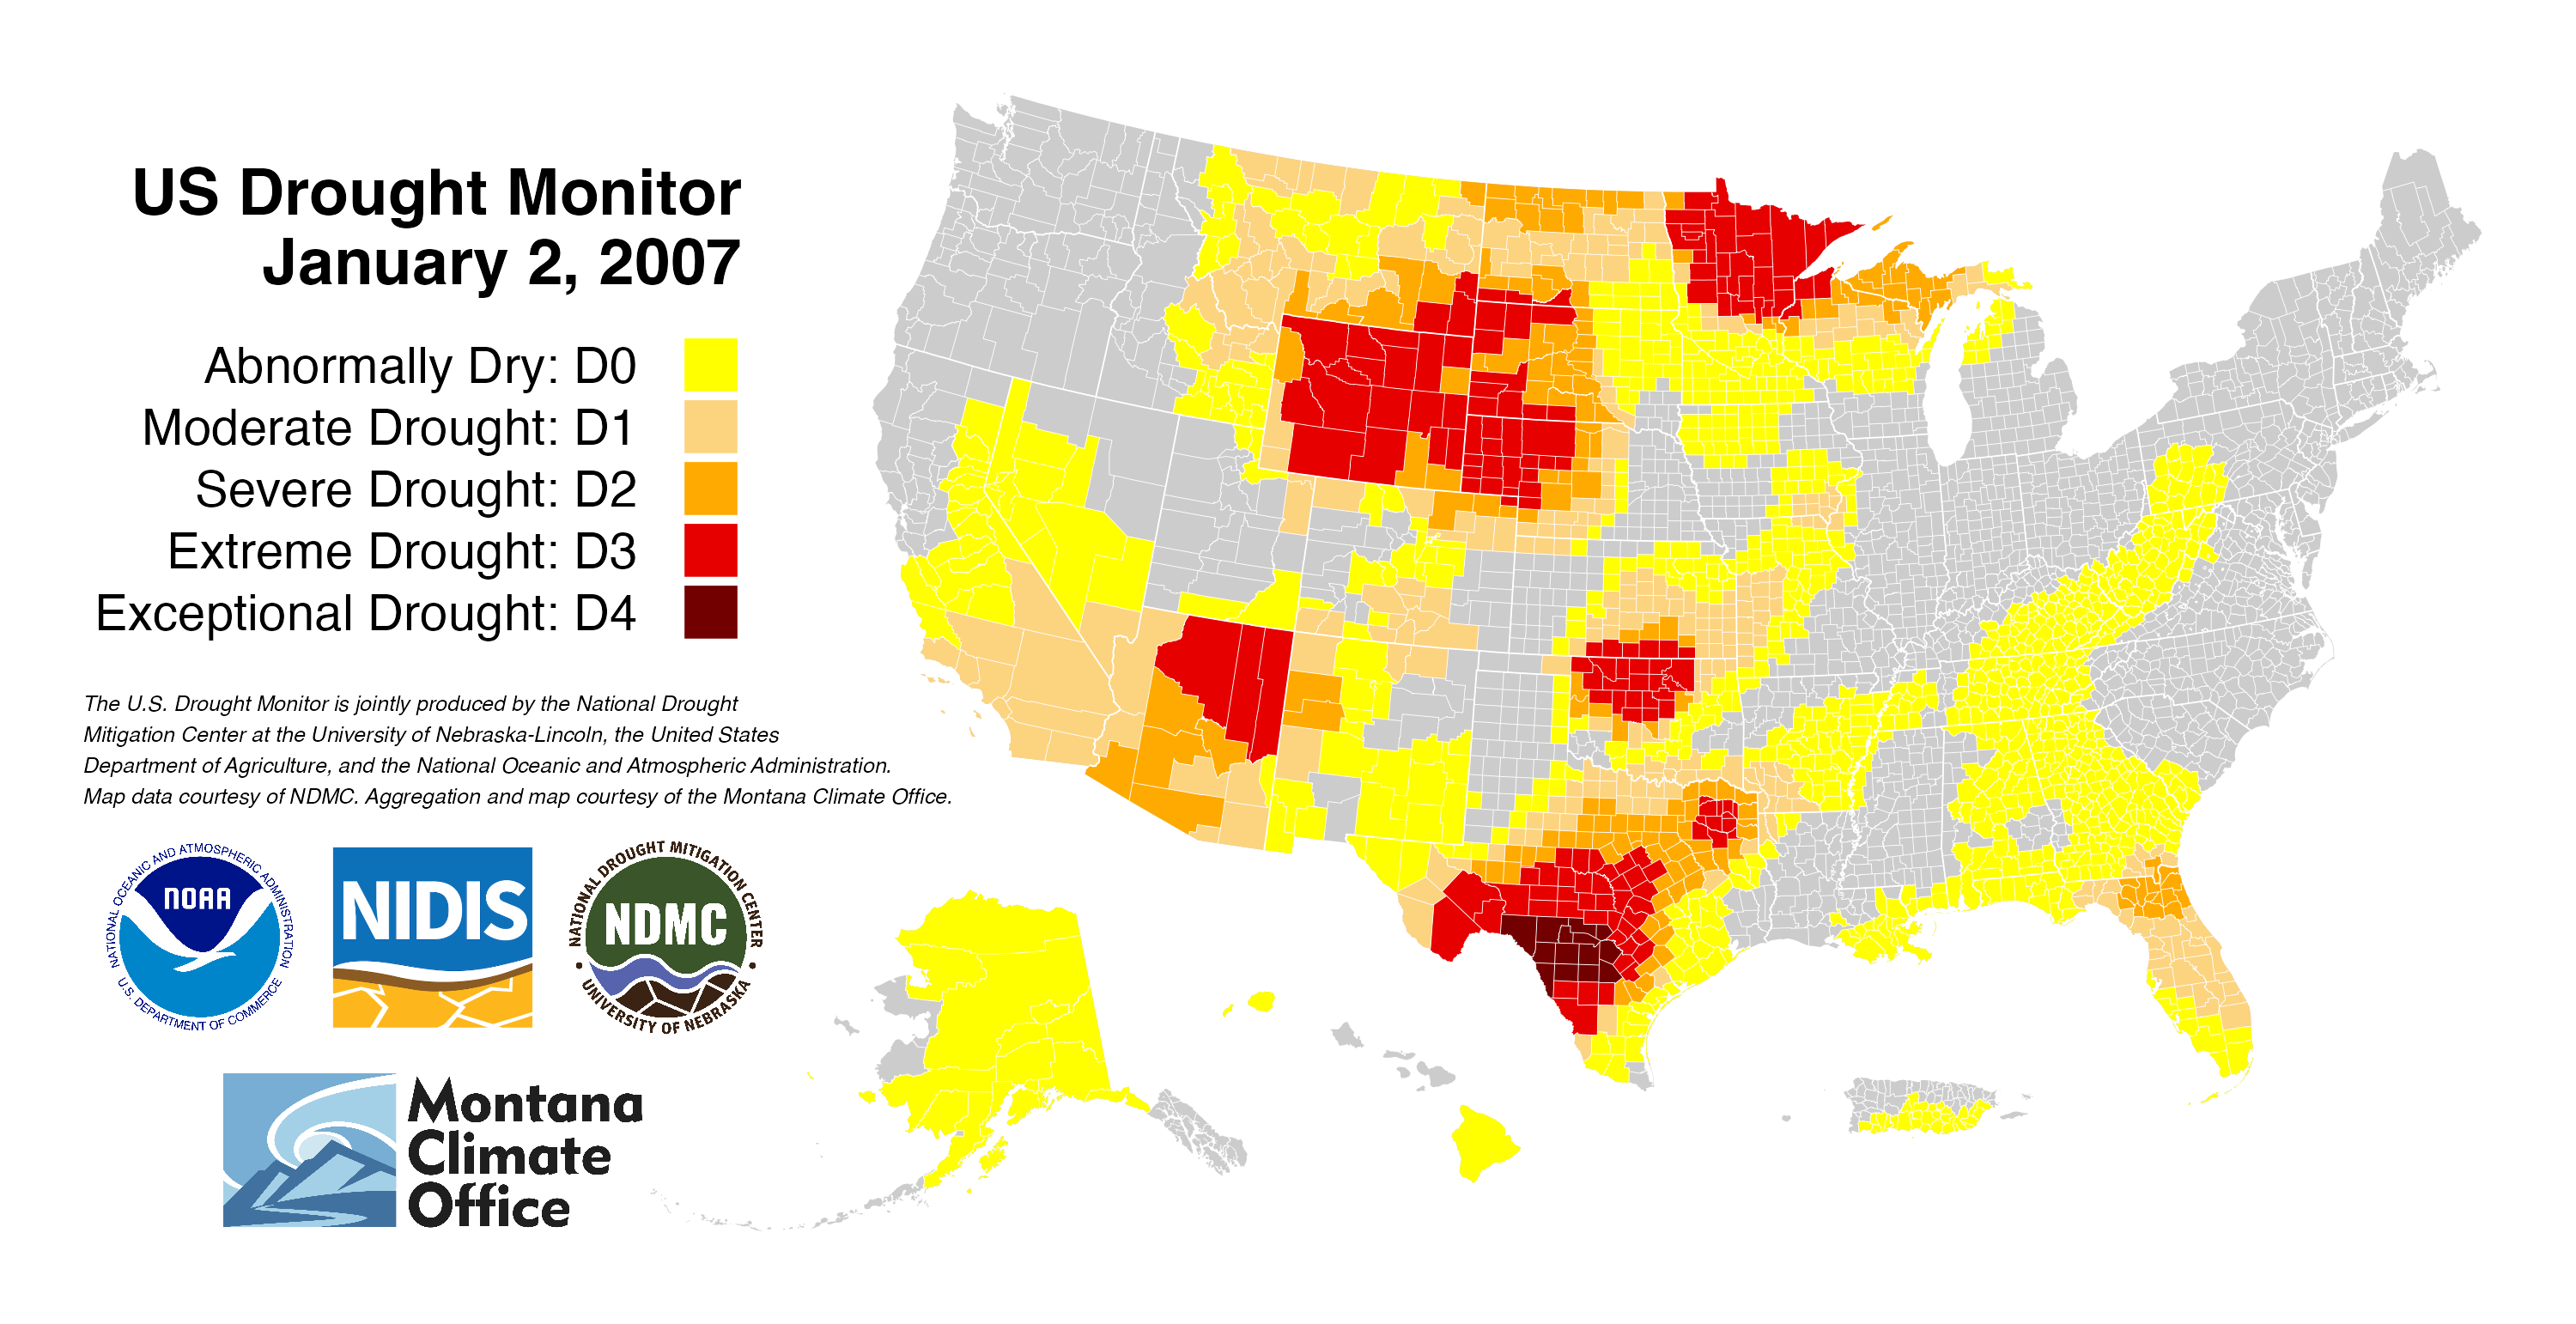 US Drought Monitor
January 2, 2007
Abnormally Dry: D0
Moderate Drought: D1
Severe Drought: D2
Extreme Drought: D3
Exceptional Drought: D4
The U.S. Drought Monitor is jointly produced by the National Drought
Mitigation Center at the University of Nebraska-Lincoln, the United States
Department of Agriculture, and the National Oceanic and Atmospheric Administration.
Map data courtesy of NDMC. Aggregation and map courtesy of the Montana Climate Office.
NATIONAL OCEANIC AND ATMOSPHERIC ADMINISTRATION
NOAA
U.S. DEPARTMENT OF COMMERCE
NIDIS
NATIONAL DROUGHT MITIGATION CENTER
NDMC
UNIVERSITY OF NEBRASKA
Montana
Climate
Office